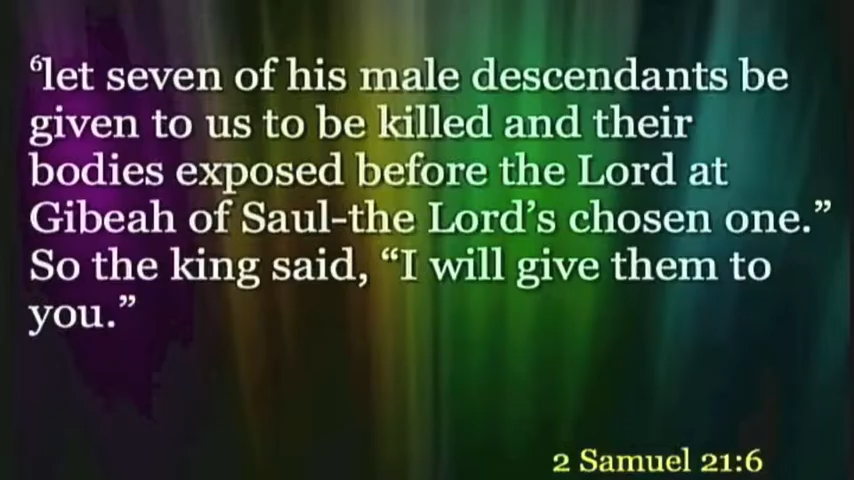 ⁶let seven of his male descendants be
given to us to be killed and their
bodies exposed before the Lord at
Gibeah of Saul-the Lord’s chosen one.”
So the king said, “I will give them to
you.”
2 Samuel 21:6